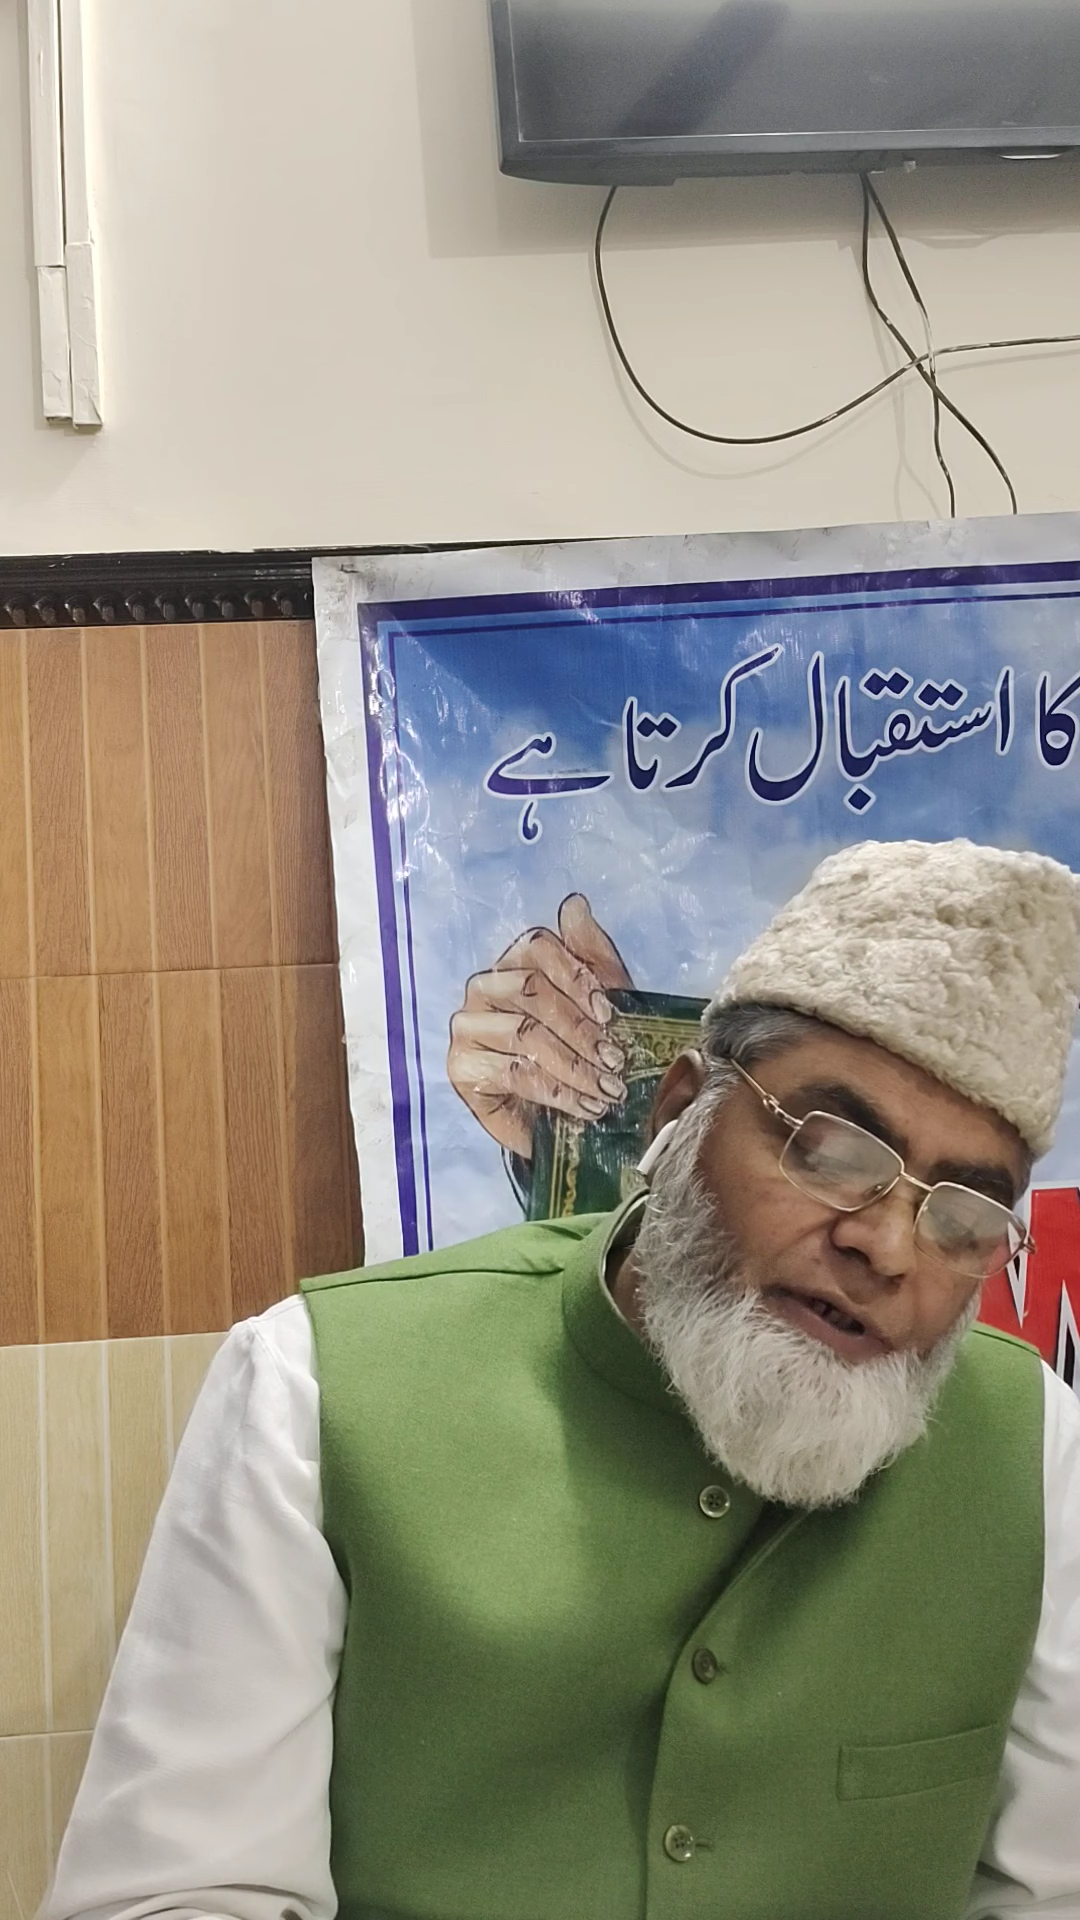 کا استقبال کرتا ہے